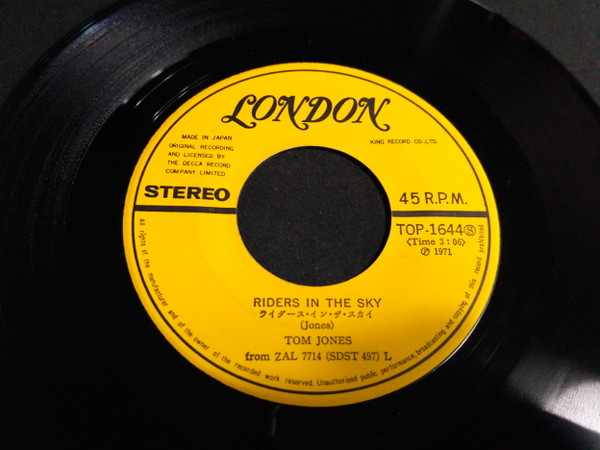 LONDON
MADE IN JAPAN
ORIGINAL RECORDING
AND LICENSED BY
THE DECCA RECORD
COMPANY LIMITED
KING RECORD CO.,LTD.
STEREO
45 R.P.M.
TOP-1644Ⓢ
(Time 3:06)
Ⓟ 1971
RIDERS IN THE SKY
ライダース・イン・ザ・スカイ
(Jones)
TOM JONES
from ZAL 7714 (SDST 497) L
All rights of the manufacturer and of the owner of the recorded work reserved. Unauthorised public performance, broadcasting and copying of this record prohibited